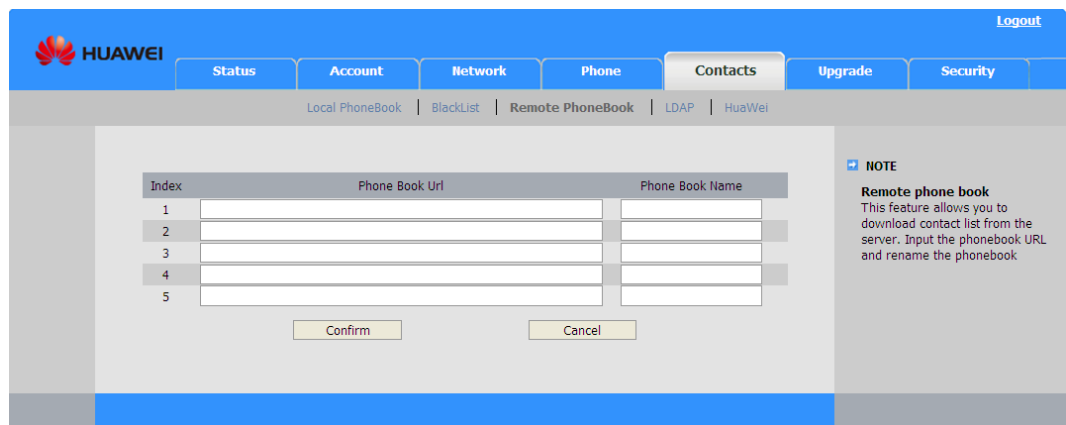 Logout
HUAWEI
Status Account Network Phone Contacts Upgrade Security
Local PhoneBook | BlackList | Remote PhoneBook | LDAP | HuaWei
NOTE
Index Phone Book Url Phone Book Name
1
2
3
4
5
Confirm Cancel
Remote phone book
This feature allows you to
download contact list from the
server. Input the phonebook URL
and rename the phonebook